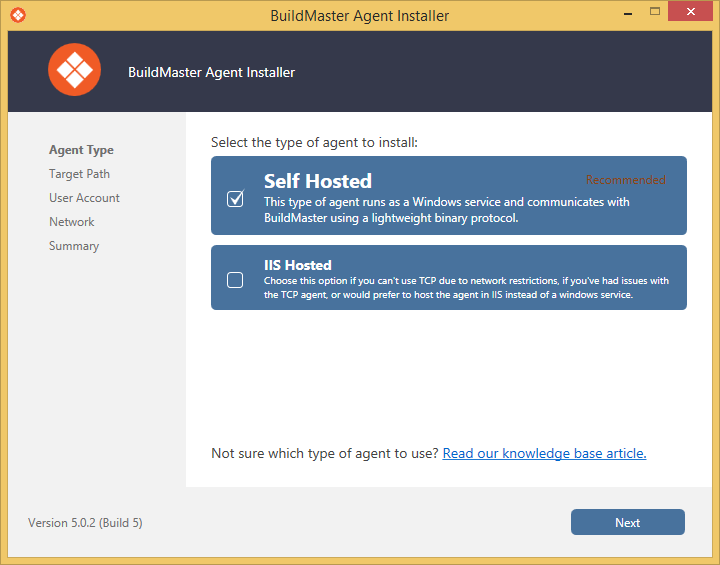 BuildMaster Agent Installer
BuildMaster Agent Installer
Agent Type
Target Path
User Account
Network
Summary
Select the type of agent to install:
Self Hosted
Recommended
This type of agent runs as a Windows service and communicates with
BuildMaster using a lightweight binary protocol.
IIS Hosted
Choose this option if you can't use TCP due to network restrictions, if you've had issues with
the TCP agent, or would prefer to host the agent in IIS instead of a windows service.
Not sure which type of agent to use? Read our knowledge base article.
Version 5.0.2 (Build 5)
Next